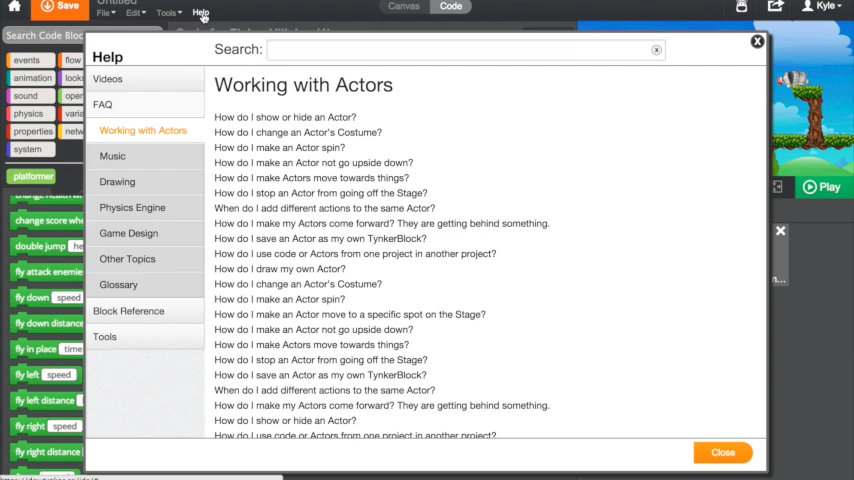 Untitled
Save
File
Edit
Tools
Help
Canvas
Code
Kyle
Search Code Bloc
events
flow
animation
looks
sound
oper
physics
varia
properties
netw
system
platformer
change score whe
double jump
he
fly attack enemies
fly down
speed
fly down distance
fly in place
time
fly left
speed
fly left distance
fly right
speed
fly right distance
Help
Videos
FAQ
Working with Actors
Music
Drawing
Physics Engine
Game Design
Other Topics
Glossary
Block Reference
Tools
Search:
Working with Actors
How do I show or hide an Actor?
How do I change an Actor's Costume?
How do I make an Actor spin?
How do I make an Actor not go upside down?
How do I make Actors move towards things?
How do I stop an Actor from going off the Stage?
When do I add different actions to the same Actor?
How do I make my Actors come forward? They are getting behind something.
How do I save an Actor as my own TynkerBlock?
How do I use code or Actors from one project in another project?
How do I draw my own Actor?
How do I change an Actor's Costume?
How do I make an Actor spin?
How do I make an Actor move to a specific spot on the Stage?
How do I make an Actor not go upside down?
How do I make Actors move towards things?
How do I stop an Actor from going off the Stage?
How do I save an Actor as my own TynkerBlock?
When do I add different actions to the same Actor?
How do I make my Actors come forward? They are getting behind something.
How do I show or hide an Actor?
How do I use code or Actors from one project in another project?
Close
Play